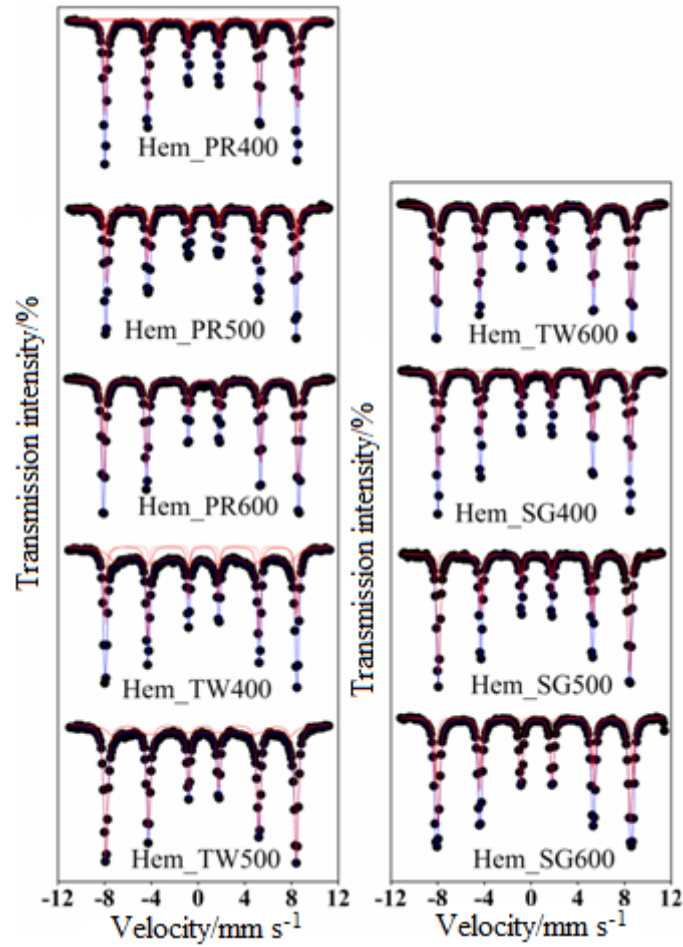 Transmission intensity/%
Hem_PR400
Hem_PR500
Hem_PR600
Hem_TW400
Hem_TW500
-12 -8 -4 0 4 8 12
Velocity/mm s-1
Transmission intensity/%
Hem_TW600
Hem_SG400
Hem_SG500
Hem_SG600
-12 -8 -4 0 4 8 12
Velocity/mm s-1